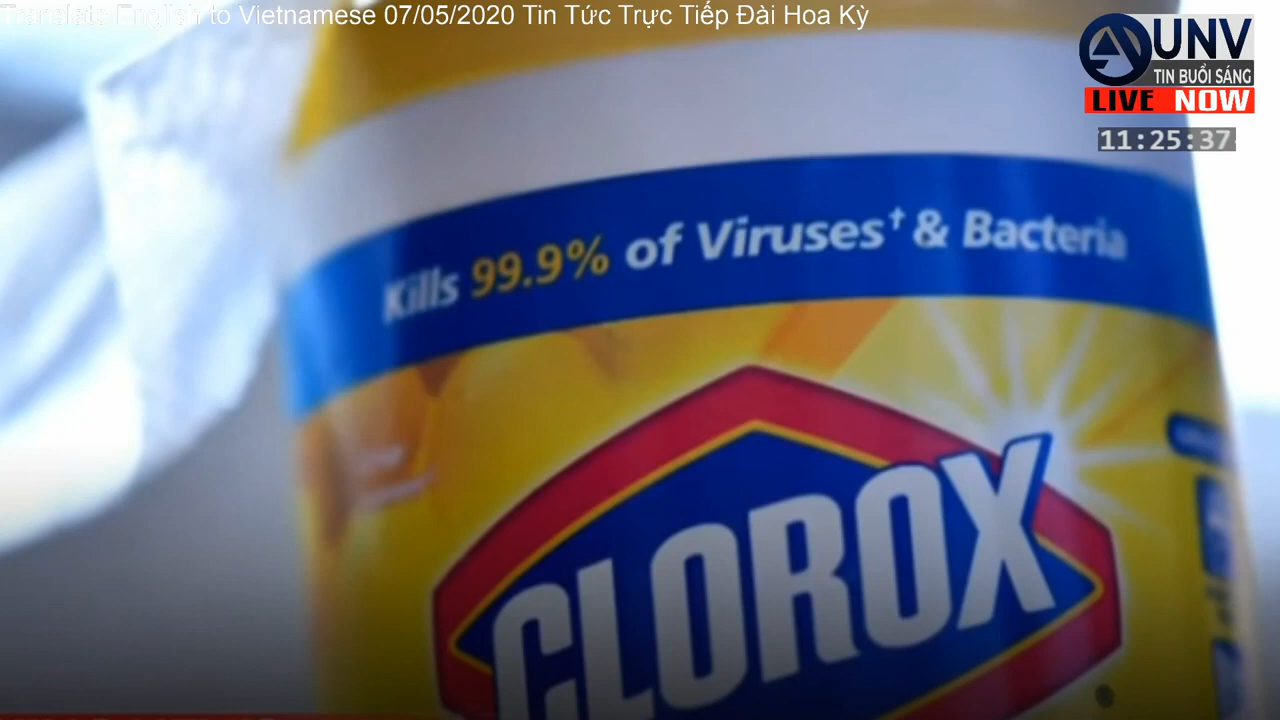 Translate English to Vietnamese 07/05/2020 Tin Tức Trực Tiếp Đài Hoa Kỳ
UNV
TIN BUỔI SÁNG
LIVE NOW
11:25:37
Kills 99.9% of Viruses† & Bacteria
CLOROX